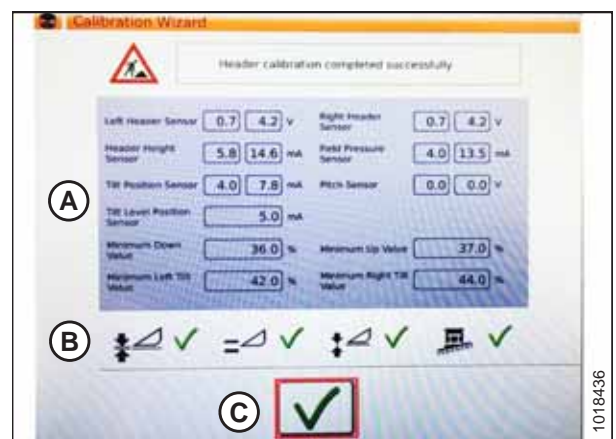 Calibration Wizard
Header calibration completed successfully
Left Header Sensor 0.7 4.2 v Right Header Sensor 0.7 4.2 v
Header Height Sensor 5.8 14.6 mA Field Pressure Sensor 4.0 13.5 mA
Tilt Position Sensor 4.0 7.8 mA Pitch Sensor 0.0 0.0 v
A
Tilt Level Position Sensor 5.0 mA
Minimum Down Value 36.0 % Minimum Up Value 37.0 %
Minimum Left Tilt Value 42.0 % Minimum Right Tilt Value 44.0 %
B
C
1018436